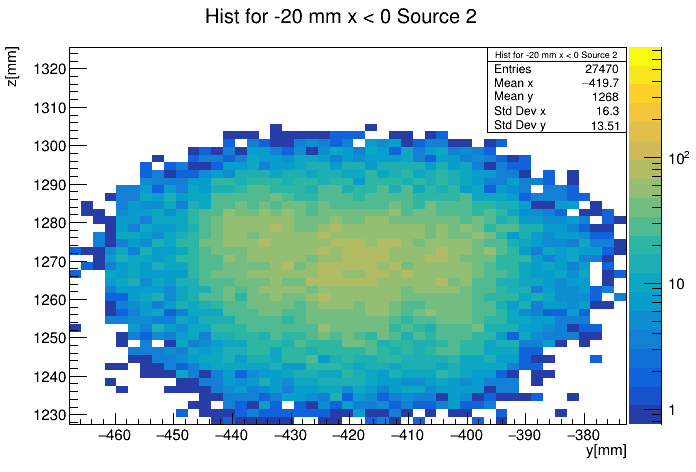 Hist for -20 mm x < 0 Source 2
z[mm]
Hist for -20 mm x < 0 Source 2
Entries 27470
Mean x −419.7
Mean y 1268
Std Dev x 16.3
Std Dev y 13.51
1320
1310
1300
1290
1280
1270
1260
1250
1240
1230
10²
10
1
−460 −450 −440 −430 −420 −410 −400 −390 −380
y[mm]